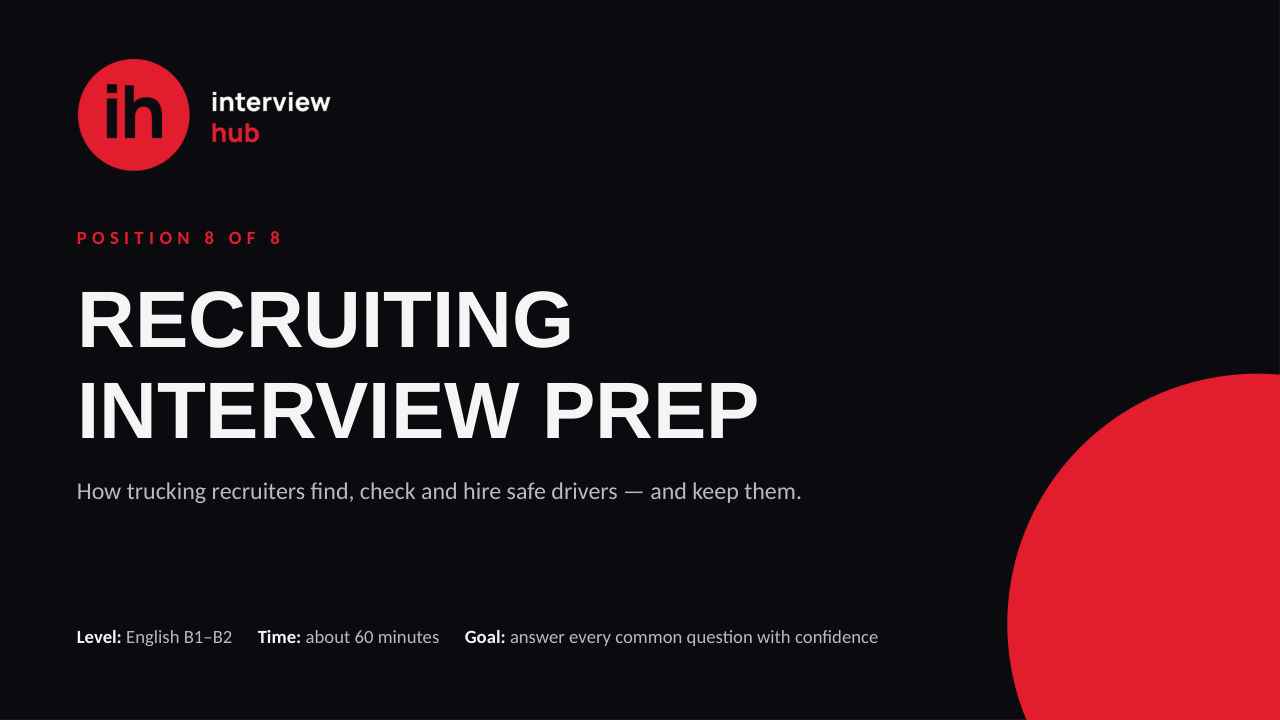 ih
interview
hub
POSITION 8 OF 8
RECRUITING
INTERVIEW PREP
How trucking recruiters find, check and hire safe drivers — and keep them.
Level: English B1–B2 Time: about 60 minutes Goal: answer every common question with confidence